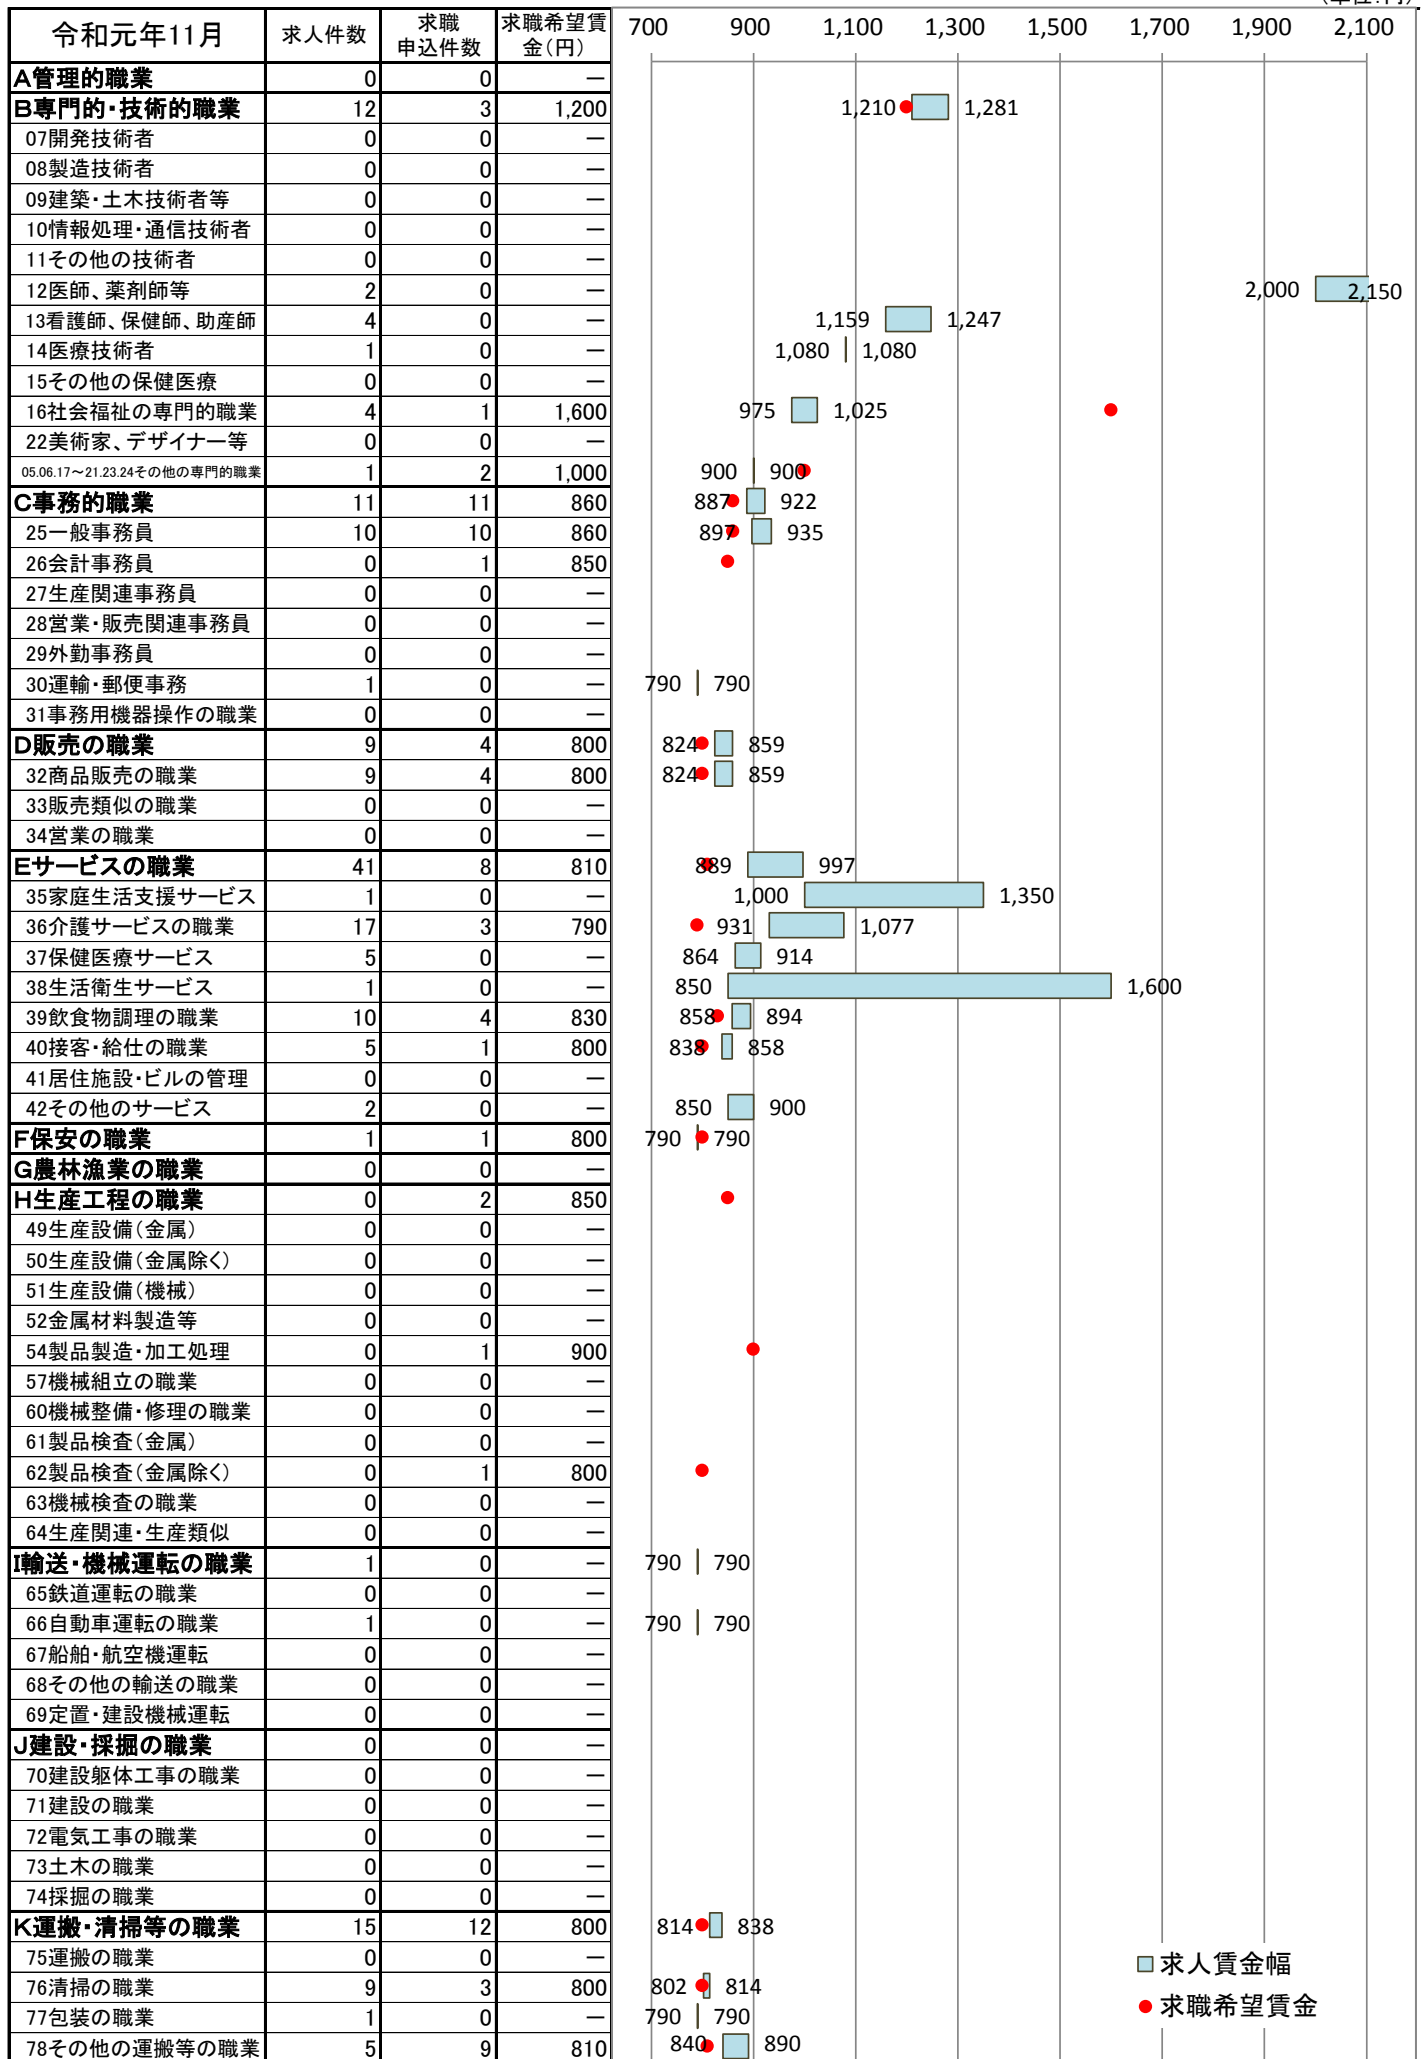 (単位:円)
令和元年11月 求人件数 求職申込件数 求職希望賃金(円) 700 900 1,100 1,300 1,500 1,700 1,900 2,100
A管理的職業 0 0 —
B専門的・技術的職業 12 3 1,200 1,210 1,281
07開発技術者 0 0 —
08製造技術者 0 0 —
09建築・土木技術者等 0 0 —
10情報処理・通信技術者 0 0 —
11その他の技術者 0 0 —
12医師、薬剤師等 2 0 — 2,000 2,150
13看護師、保健師、助産師 4 0 — 1,159 1,247
14医療技術者 1 0 — 1,080 1,080
15その他の保健医療 0 0 —
16社会福祉の専門的職業 4 1 1,600 975 1,025
22美術家、デザイナー等 0 0 —
05.06.17～21.23.24その他の専門的職業 1 2 1,000 900 900
C事務的職業 11 11 860 887 922
25一般事務員 10 10 860 897 935
26会計事務員 0 1 850
27生産関連事務員 0 0 —
28営業・販売関連事務員 0 0 —
29外勤事務員 0 0 —
30運輸・郵便事務 1 0 — 790 790
31事務用機器操作の職業 0 0 —
D販売の職業 9 4 800 824 859
32商品販売の職業 9 4 800 824 859
33販売類似の職業 0 0 —
34営業の職業 0 0 —
Eサービスの職業 41 8 810 889 997
35家庭生活支援サービス 1 0 — 1,000 1,350
36介護サービスの職業 17 3 790 931 1,077
37保健医療サービス 5 0 — 864 914
38生活衛生サービス 1 0 — 850 1,600
39飲食物調理の職業 10 4 830 858 894
40接客・給仕の職業 5 1 800 838 858
41居住施設・ビルの管理 0 0 —
42その他のサービス 2 0 — 850 900
F保安の職業 1 1 800 790 790
G農林漁業の職業 0 0 —
H生産工程の職業 0 2 850
49生産設備(金属) 0 0 —
50生産設備(金属除く) 0 0 —
51生産設備(機械) 0 0 —
52金属材料製造等 0 0 —
54製品製造・加工処理 0 1 900
57機械組立の職業 0 0 —
60機械整備・修理の職業 0 0 —
61製品検査(金属) 0 0 —
62製品検査(金属除く) 0 1 800
63機械検査の職業 0 0 —
64生産関連・生産類似 0 0 —
I輸送・機械運転の職業 1 0 — 790 790
65鉄道運転の職業 0 0 —
66自動車運転の職業 1 0 — 790 790
67船舶・航空機運転 0 0 —
68その他の輸送の職業 0 0 —
69定置・建設機械運転 0 0 —
J建設・採掘の職業 0 0 —
70建設躯体工事の職業 0 0 —
71建設の職業 0 0 —
72電気工事の職業 0 0 —
73土木の職業 0 0 —
74採掘の職業 0 0 —
K運搬・清掃等の職業 15 12 800 814 838
75運搬の職業 0 0 —
76清掃の職業 9 3 800 802 814
77包装の職業 1 0 — 790 790
78その他の運搬等の職業 5 9 810 840 890
求人賃金幅
求職希望賃金